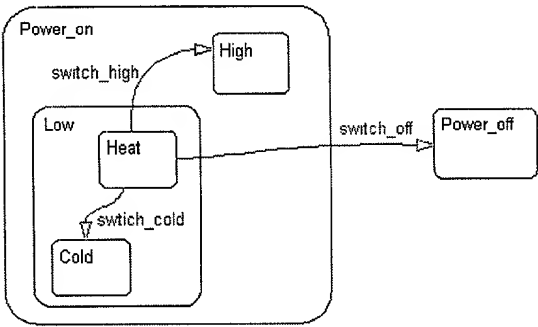 Power_on
High
switch_high
Low
switch_off
Power_off
Heat
swtich_cold
Cold